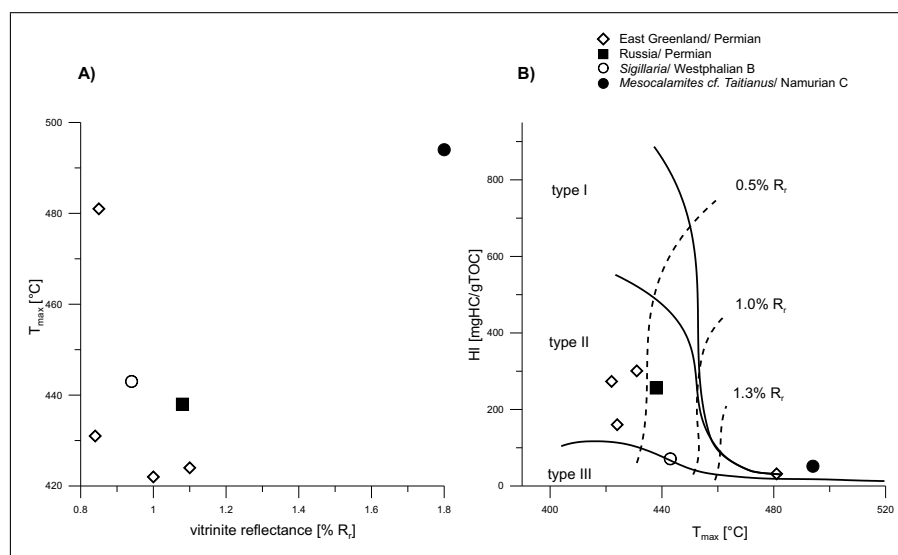 East Greenland/ Permian
Russia/ Permian
Sigillaria/ Westphalian B
Mesocalamites cf. Taitianus/ Namurian C
A)
B)
500
480
460
440
420
Tmax [°C]
0.8
1
1.2
1.4
1.6
1.8
vitrinite reflectance [% Rr]
800
600
400
200
0
HI [mgHC/gTOC]
type I
type II
type III
0.5% Rr
1.0% Rr
1.3% Rr
400
440
480
520
Tmax [°C]